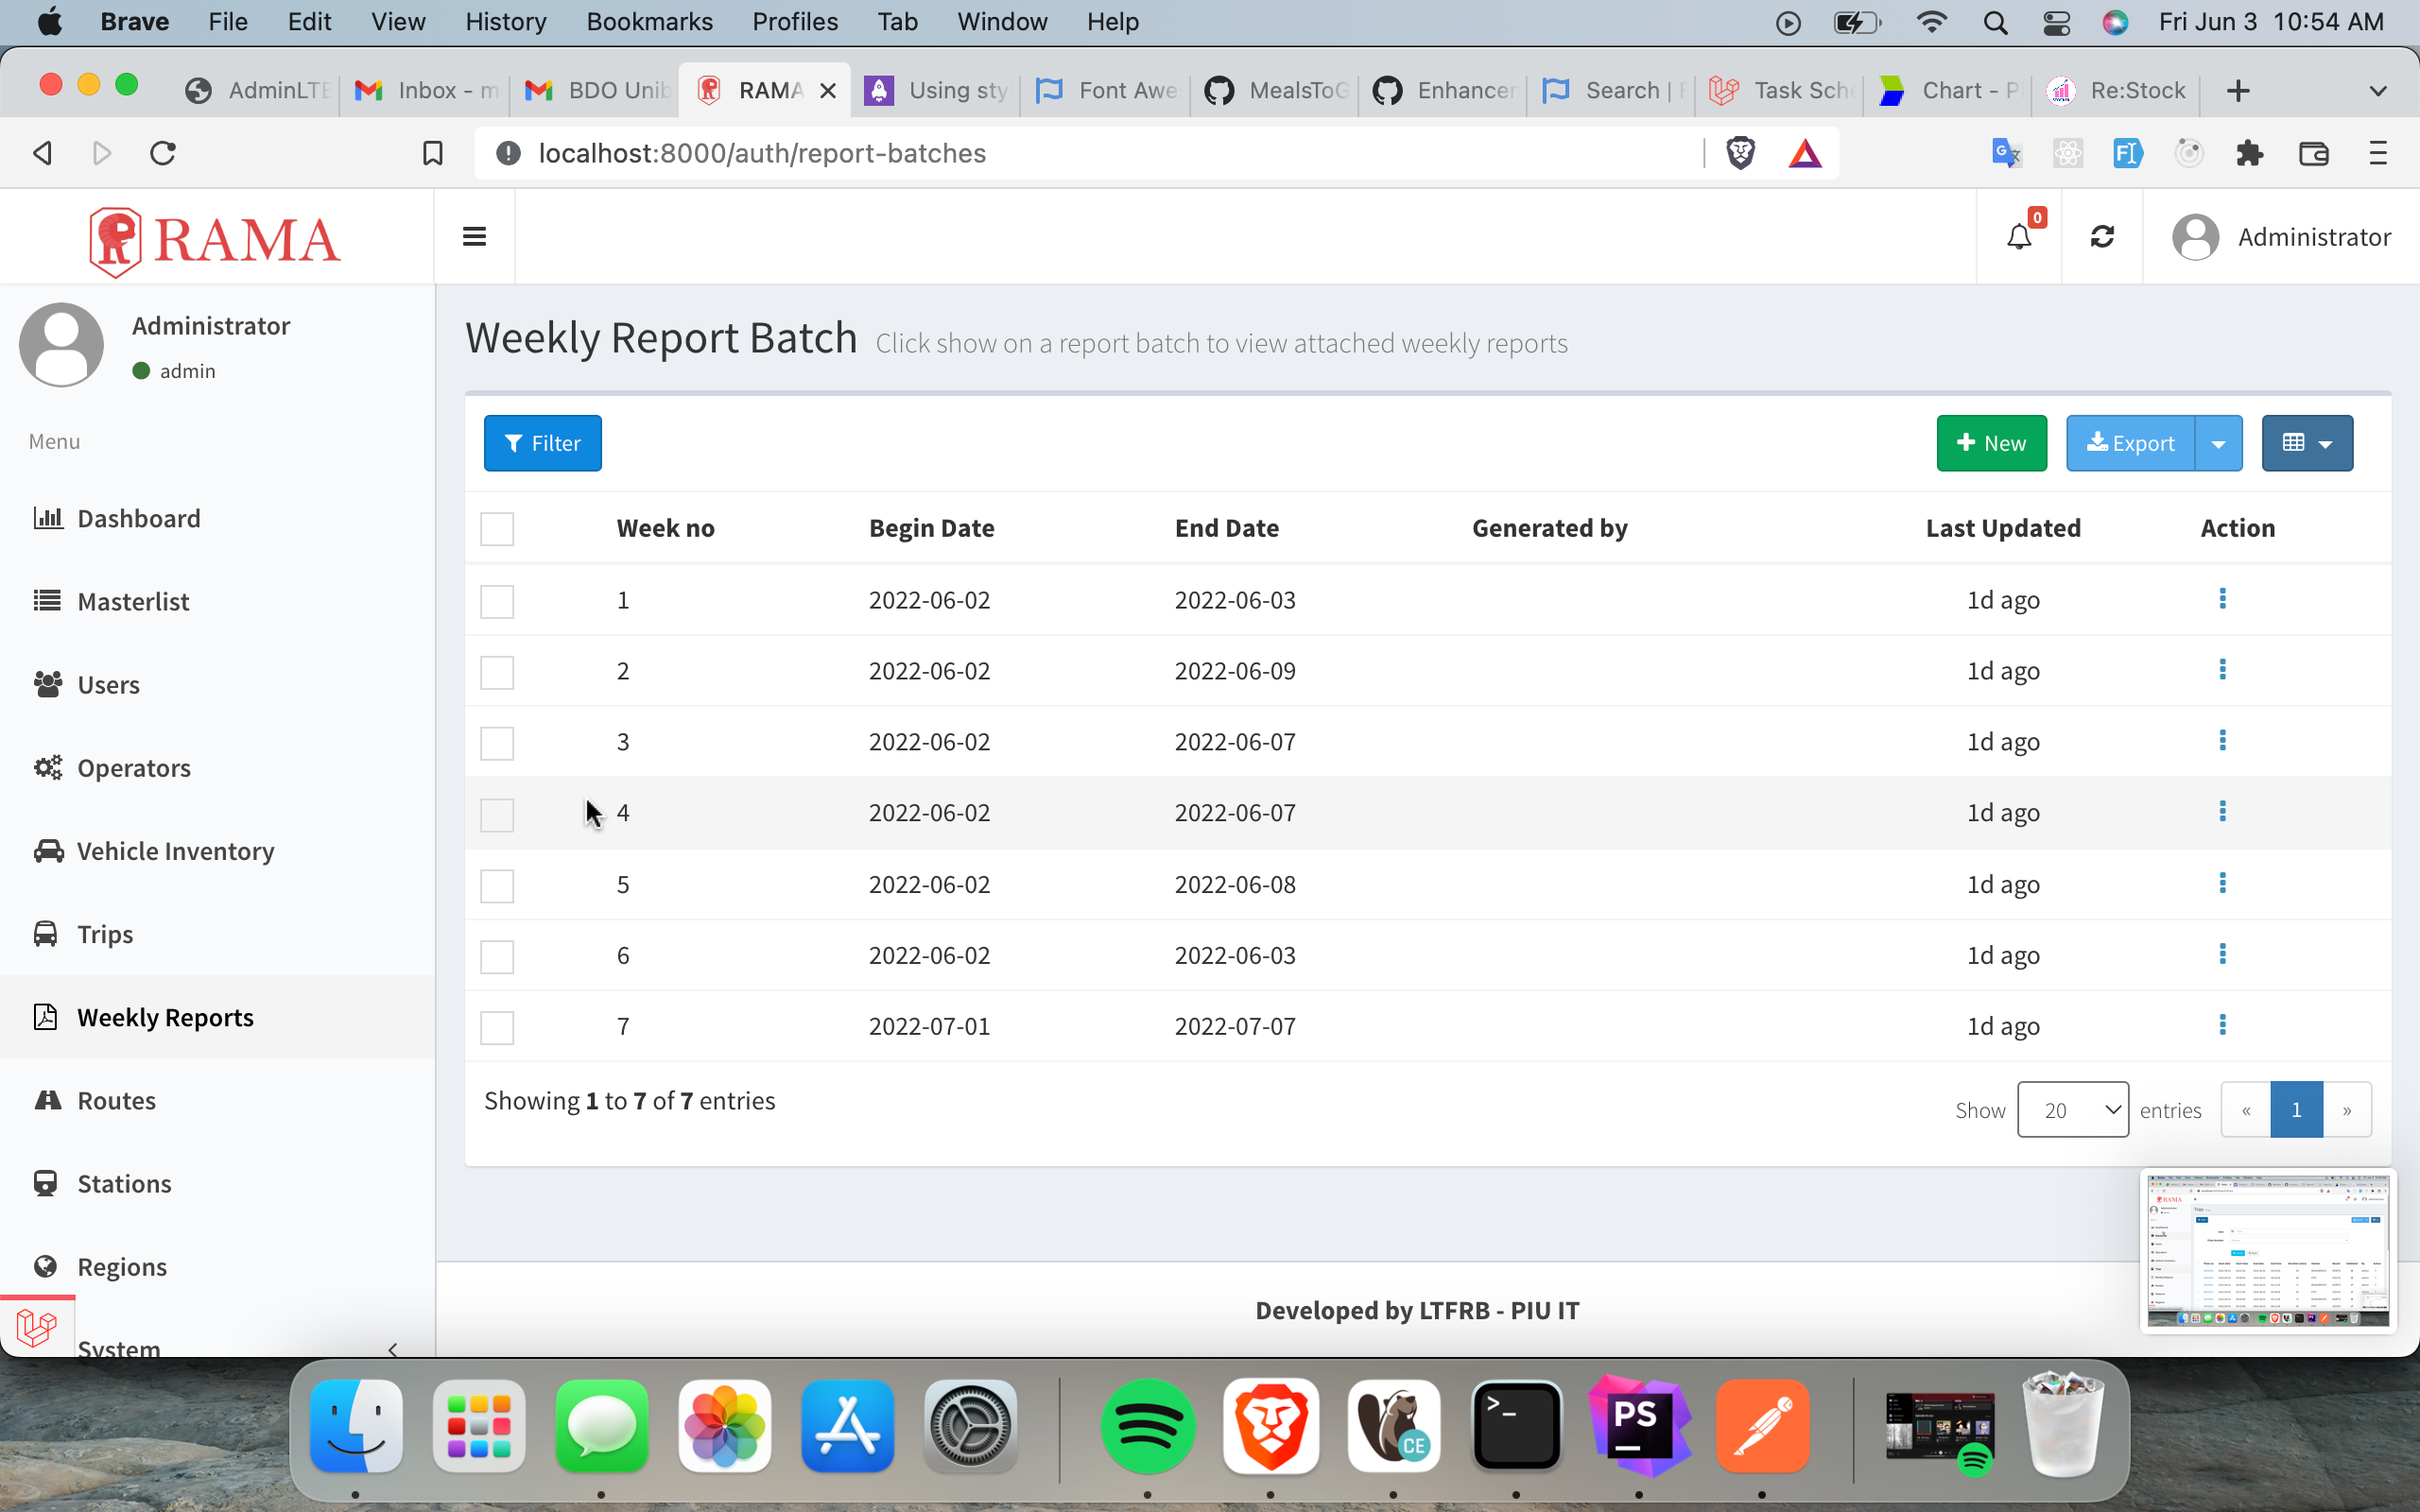 Brave File Edit View History Bookmarks Profiles Tab Window Help Fri Jun 3 10:54 AM
AdminLTE Inbox - m BDO Unib RAMA Using sty Font Awe MealsToG Enhancer Search | Task Sche Chart - P Re:Stock
localhost:8000/auth/report-batches
RAMA 0 Administrator
Administrator
admin
Menu
Dashboard
Masterlist
Users
Operators
Vehicle Inventory
Trips
Weekly Reports
Routes
Stations
Regions
System
Weekly Report Batch Click show on a report batch to view attached weekly reports
Filter New Export
Week no Begin Date End Date Generated by Last Updated Action
1 2022-06-02 2022-06-03 1d ago
2 2022-06-02 2022-06-09 1d ago
3 2022-06-02 2022-06-07 1d ago
4 2022-06-02 2022-06-07 1d ago
5 2022-06-02 2022-06-08 1d ago
6 2022-06-02 2022-06-03 1d ago
7 2022-07-01 2022-07-07 1d ago
Showing 1 to 7 of 7 entries Show 20 entries « 1 »
Developed by LTFRB - PIU IT
CE
>_
PS